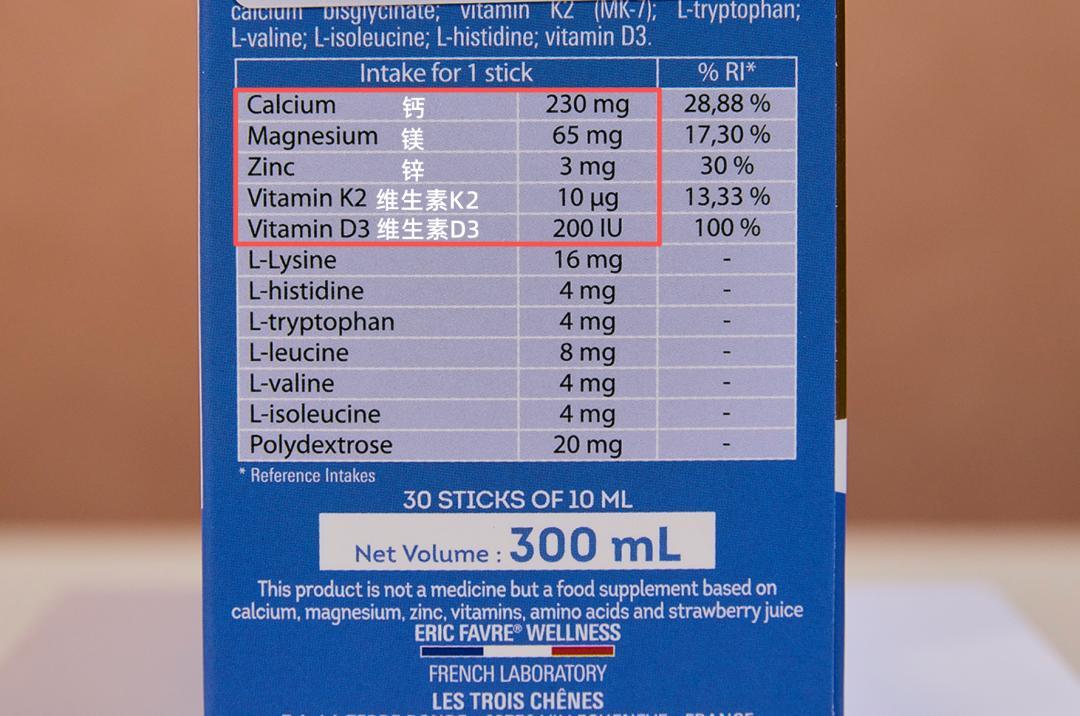 calcium bisglycinate; vitamin K2 (MK-7); L-tryptophan;
L-valine; L-isoleucine; L-histidine; vitamin D3.
Intake for 1 stick % RI*
Calcium 钙 230 mg 28,88 %
Magnesium 镁 65 mg 17,30 %
Zinc 锌 3 mg 30 %
Vitamin K2 维生素K2 10 µg 13,33 %
Vitamin D3 维生素D3 200 IU 100 %
L-Lysine 16 mg -
L-histidine 4 mg -
L-tryptophan 4 mg -
L-leucine 8 mg -
L-valine 4 mg -
L-isoleucine 4 mg -
Polydextrose 20 mg -
* Reference Intakes
30 STICKS OF 10 ML
Net Volume : 300 mL
This product is not a medicine but a food supplement based on
calcium, magnesium, zinc, vitamins, amino acids and strawberry juice
ERIC FAVRE® WELLNESS
FRENCH LABORATORY
LES TROIS CHÊNES